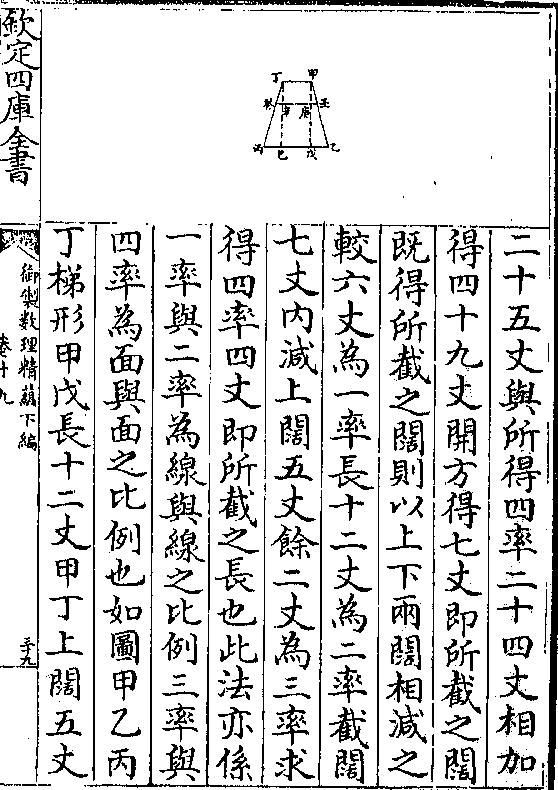 二十五丈與所得四率二十四丈相加
得四十九丈開方得七丈即所截之闊
既得所截之闊則以上下兩闊相減之
較六丈為一率長十二丈為二率截闊
七丈内減上闊五丈餘二丈為三率求
得四率四丈即所截之長也此法亦係
一率與二率為線與線之比例三率與
四率為面與面之比例也如圖甲乙丙
丁梯形甲戊長十二丈甲丁上闊五丈
欽定四庫全書
御製數理精蘊下編
卷十九
三十九
丁 甲
癸 辛 庚 壬
丙 己 戊 乙